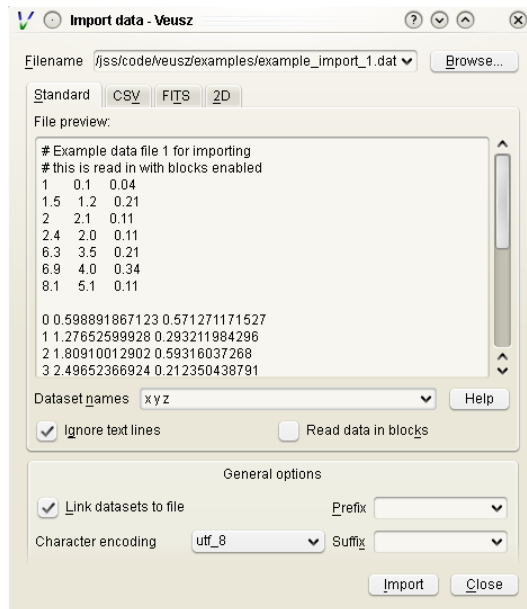 Import data - Veusz
Filename /jss/code/veusz/examples/example_import_1.dat Browse...
Standard CSV FITS 2D
File preview:
# Example data file 1 for importing
# this is read in with blocks enabled
1 0.1 0.04
1.5 1.2 0.21
2 2.1 0.11
2.4 2.0 0.11
6.3 3.5 0.21
6.9 4.0 0.34
8.1 5.1 0.11
0 0.598891867123 0.571271171527
1 1.27652599928 0.293211984296
2 1.80910012902 0.59316037268
3 2.49652366924 0.212350438791
Dataset names x y z Help
Ignore text lines Read data in blocks
General options
Link datasets to file Prefix
Character encoding utf_8 Suffix
Import Close